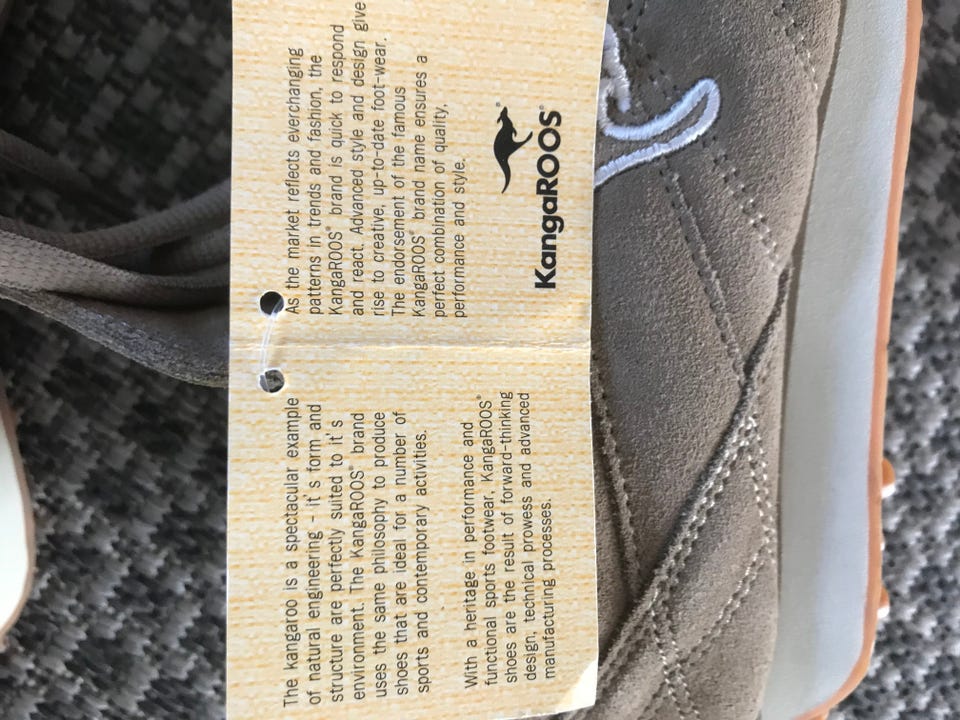 The kangaroo is a spectacular example
of natural engineering - it's form and
structure are perfectly suited to it's
environment. The KangaROOS® brand
uses the same philosophy to produce
shoes that are ideal for a number of
sports and contemporary activities.
With a heritage in performance and
functional sports footwear, KangaROOS®
shoes are the result of forward-thinking
design, technical prowess and advanced
manufacturing processes.
As the market reflects everchanging
patterns in trends and fashion, the
KangaROOS® brand is quick to respond
and react. Advanced style and design give
rise to creative, up-to-date foot-wear.
The endorsement of the famous
KangaROOS® brand name ensures a
perfect combination of quality,
performance and style.
KangaROOS®